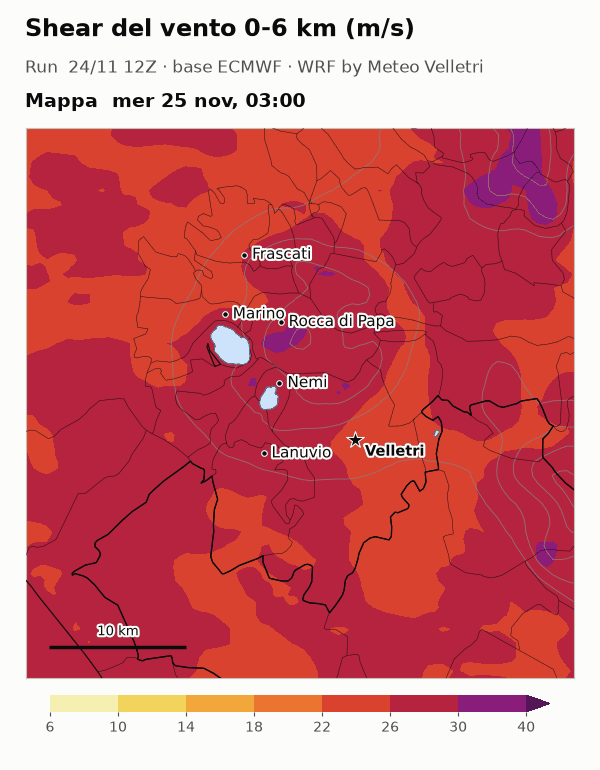 Shear del vento 0-6 km (m/s)
Run 24/11 12Z · base ECMWF · WRF by Meteo Velletri
Mappa mer 25 nov, 03:00
Frascati
Marino
Rocca di Papa
Nemi
Velletri
Lanuvio
10 km
6 10 14 18 22 26 30 40